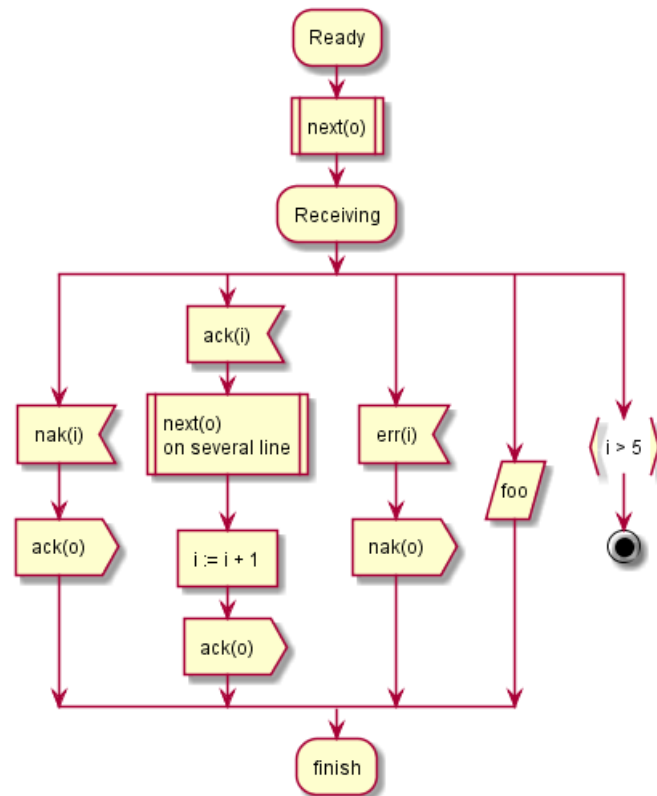 Ready
next(o)
Receiving
nak(i)
ack(o)
ack(i)
next(o)
on several line
i := i + 1
ack(o)
err(i)
nak(o)
foo
i > 5
finish